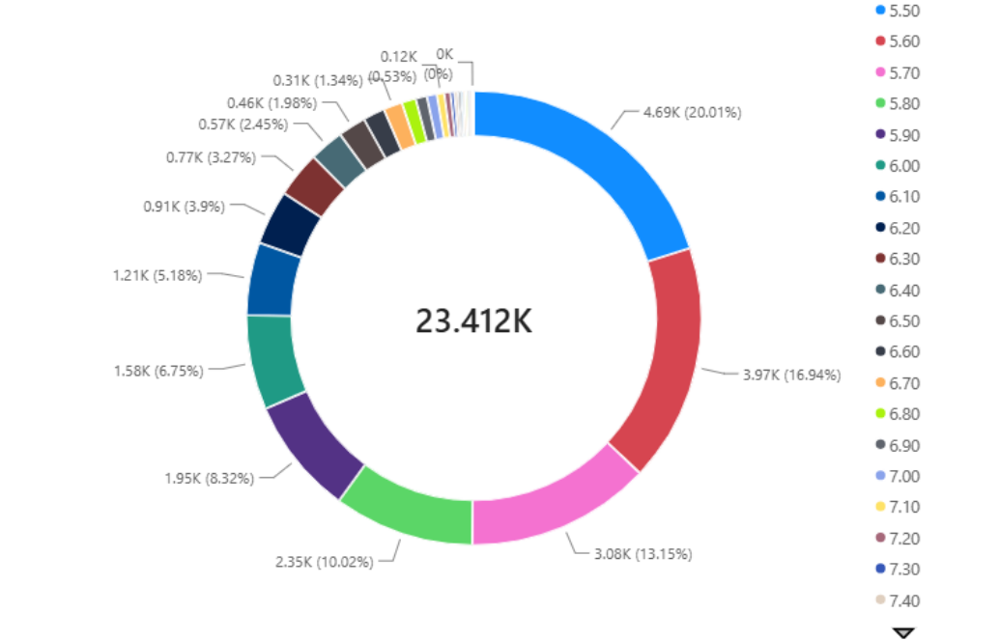 0K
0.12K
(0.53%) (0%)
0.31K (1.34%)
0.46K (1.98%)
0.57K (2.45%)
0.77K (3.27%)
0.91K (3.9%)
1.21K (5.18%)
1.58K (6.75%)
1.95K (8.32%)
2.35K (10.02%)
3.08K (13.15%)
3.97K (16.94%)
4.69K (20.01%)
23.412K
5.50
5.60
5.70
5.80
5.90
6.00
6.10
6.20
6.30
6.40
6.50
6.60
6.70
6.80
6.90
7.00
7.10
7.20
7.30
7.40